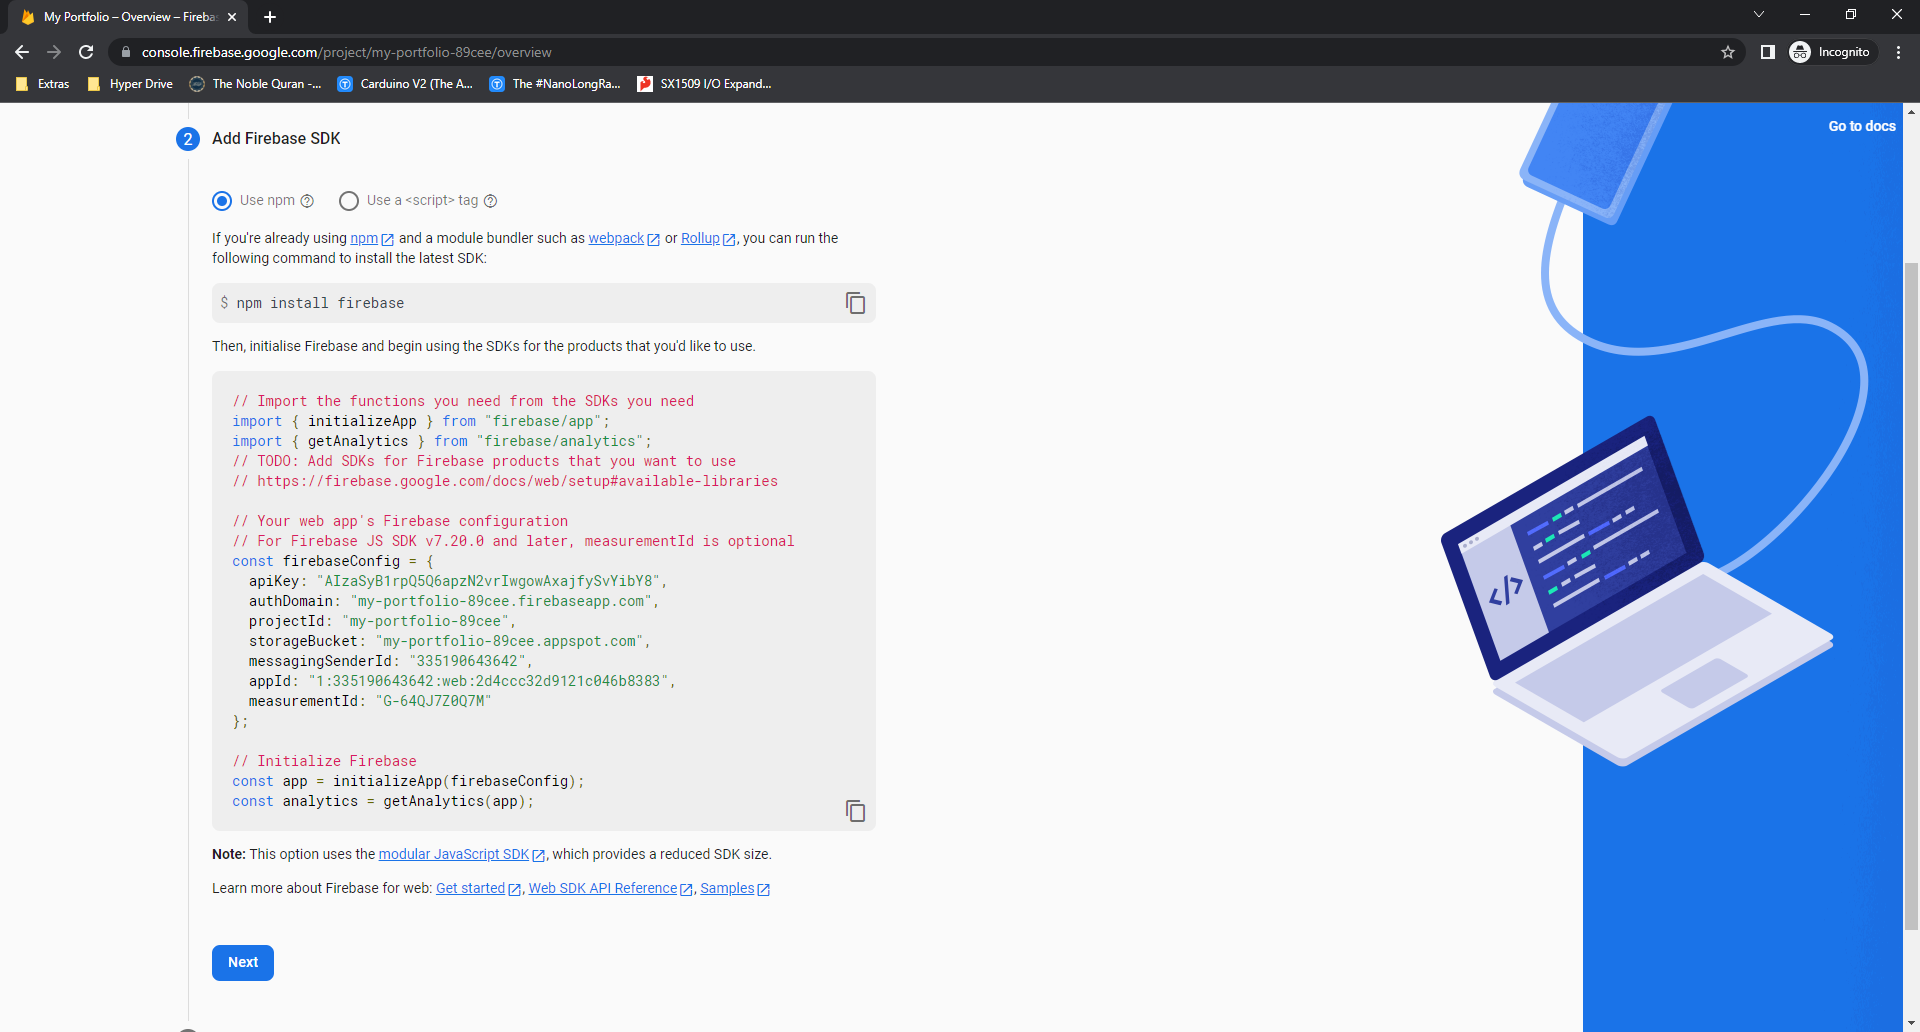 My Portfolio – Overview – Fireba
console.firebase.google.com/project/my-portfolio-89cee/overview
Incognito
Extras
Hyper Drive
The Noble Quran -...
Carduino V2 (The A...
The #NanoLongRa...
SX1509 I/O Expand...
Go to docs
2 Add Firebase SDK
Use npm
Use a <script> tag
If you're already using npm and a module bundler such as webpack or Rollup, you can run the
following command to install the latest SDK:
$ npm install firebase
Then, initialise Firebase and begin using the SDKs for the products that you'd like to use.
// Import the functions you need from the SDKs you need
import { initializeApp } from "firebase/app";
import { getAnalytics } from "firebase/analytics";
// TODO: Add SDKs for Firebase products that you want to use
// https://firebase.google.com/docs/web/setup#available-libraries
// Your web app's Firebase configuration
// For Firebase JS SDK v7.20.0 and later, measurementId is optional
const firebaseConfig = {
apiKey: "AIzaSyB1rpQ5Q6apzN2vrIwgowAxajfySvYibY8",
authDomain: "my-portfolio-89cee.firebaseapp.com",
projectId: "my-portfolio-89cee",
storageBucket: "my-portfolio-89cee.appspot.com",
messagingSenderId: "335190643642",
appId: "1:335190643642:web:2d4ccc32d9121c046b8383",
measurementId: "G-64QJ7Z0Q7M"
};
// Initialize Firebase
const app = initializeApp(firebaseConfig);
const analytics = getAnalytics(app);
Note: This option uses the modular JavaScript SDK, which provides a reduced SDK size.
Learn more about Firebase for web: Get started, Web SDK API Reference, Samples
Next